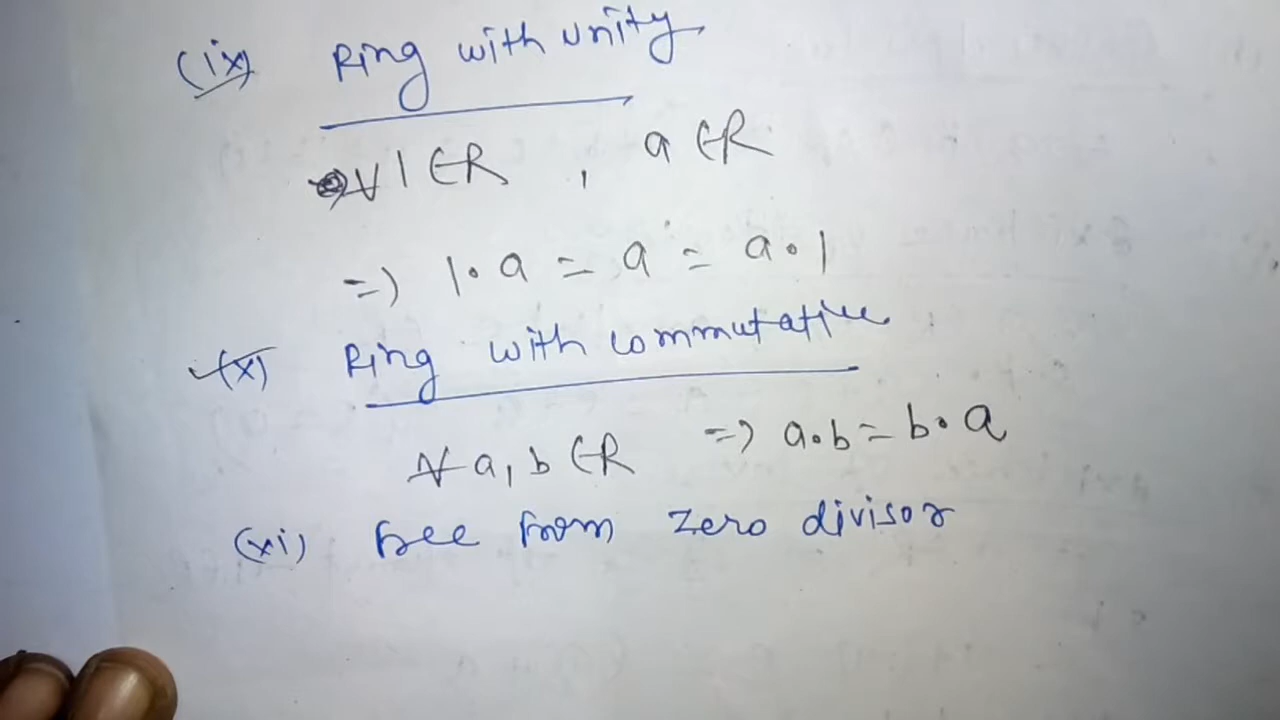 (ix) Ring with unity
∀ 1 ∈ R , a ∈ R
=> 1 • a = a = a • 1
(x) Ring with commutative
∀ a, b ∈ R => a•b = b•a
(xi) free from zero divisor